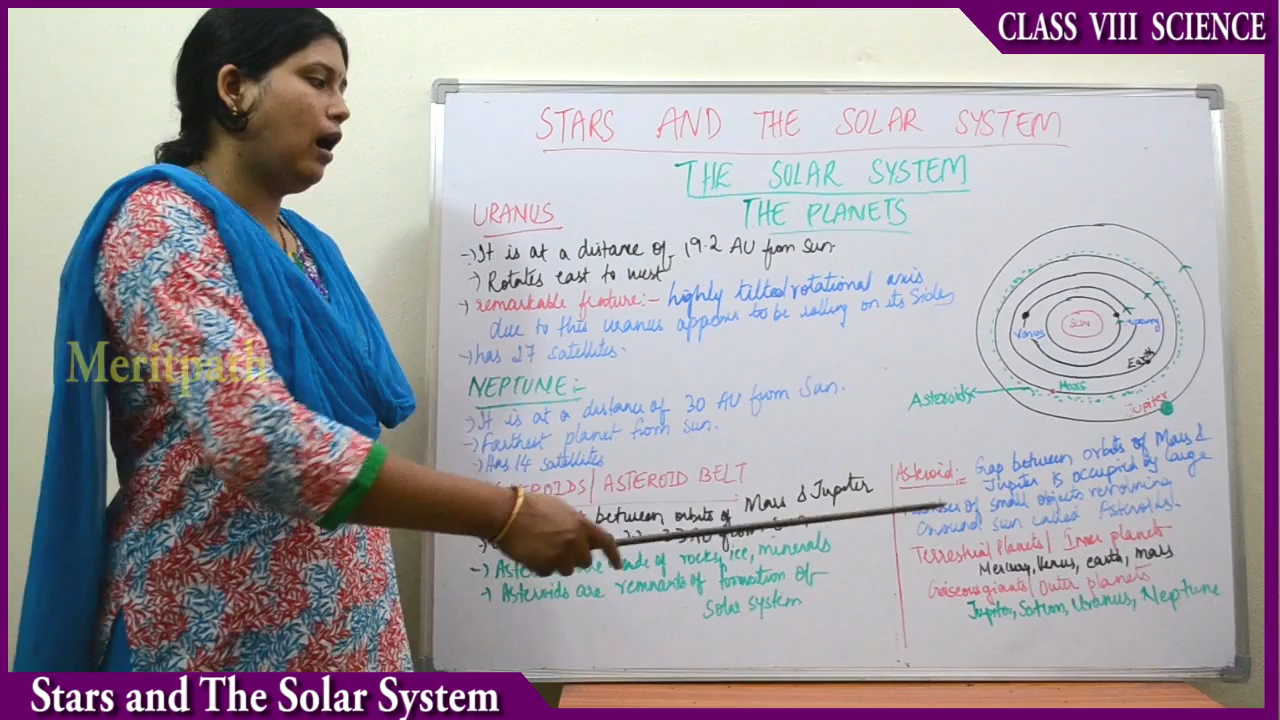 CLASS VIII SCIENCE
STARS AND THE SOLAR SYSTEM
THE SOLAR SYSTEM
THE PLANETS
URANUS
→ It is at a distance of 19.2 AU from Sun.
→ Rotates east to west
→ remarkable feature:- highly tilted rotational axis
due to this uranus appears to be rolling on its side
→ has 27 satellites.
NEPTUNE:-
→ It is at a distance of 30 AU from Sun.
→ Farthest planet from sun.
→ Has 14 satellites
/ ASTEROID BELT
between orbits of Mars & Jupiter
→ of rocks, ice, minerals
→ Asteroids are remnants of formation of
Solar system
Sun
Venus
Earth
Mars
Asteroids
Jupiter
Asteroid:- Gap between orbits of Mars &
Jupiter is occupied by large
of small objects revolving
around sun called Asteroids.
Terrestrial Planets / Inner planets
Mercury, Venus, earth, mars
Gaseous giants / Outer planets
Jupiter, Saturn, Uranus, Neptune
Meritpath
Stars and The Solar System